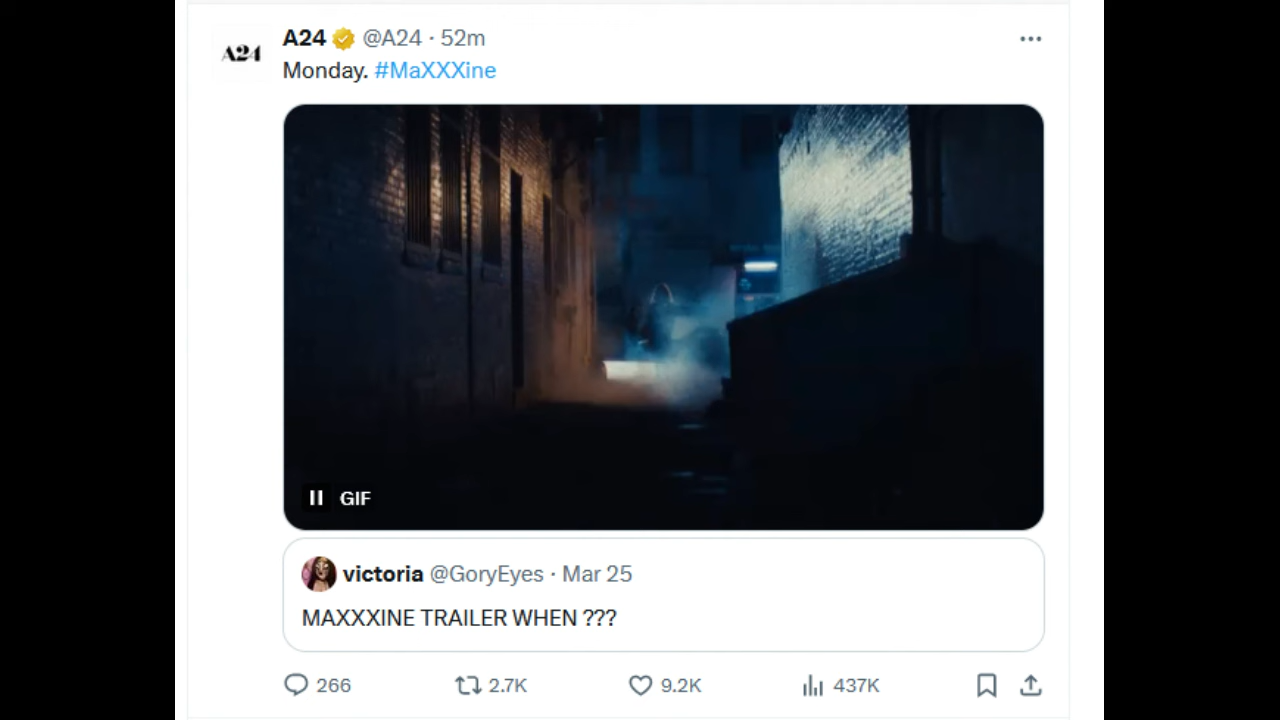 A24 @A24 · 52m
A24
Monday. #MaXXXine
GIF
victoria @GoryEyes · Mar 25
MAXXXINE TRAILER WHEN ???
266 2.7K 9.2K 437K